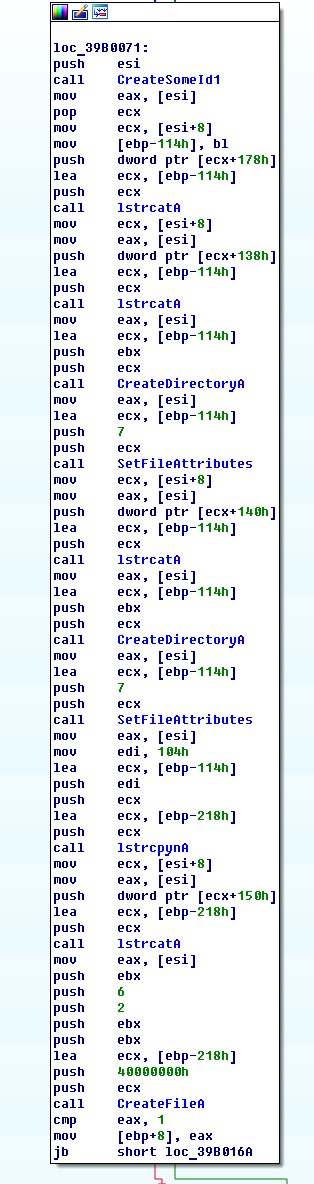 loc_39B0071:
push esi
call CreateSomeId1
mov eax, [esi]
pop ecx
mov ecx, [esi+8]
mov [ebp-114h], bl
push dword ptr [ecx+178h]
lea ecx, [ebp-114h]
push ecx
call lstrcatA
mov ecx, [esi+8]
mov eax, [esi]
push dword ptr [ecx+138h]
lea ecx, [ebp-114h]
push ecx
call lstrcatA
mov eax, [esi]
lea ecx, [ebp-114h]
push ebx
push ecx
call CreateDirectoryA
mov eax, [esi]
lea ecx, [ebp-114h]
push 7
push ecx
call SetFileAttributes
mov ecx, [esi+8]
mov eax, [esi]
push dword ptr [ecx+140h]
lea ecx, [ebp-114h]
push ecx
call lstrcatA
mov eax, [esi]
lea ecx, [ebp-114h]
push ebx
push ecx
call CreateDirectoryA
mov eax, [esi]
lea ecx, [ebp-114h]
push 7
push ecx
call SetFileAttributes
mov eax, [esi]
mov edi, 104h
lea ecx, [ebp-114h]
push edi
push ecx
lea ecx, [ebp-218h]
push ecx
call lstrcpynA
mov ecx, [esi+8]
mov eax, [esi]
push dword ptr [ecx+150h]
lea ecx, [ebp-218h]
push ecx
call lstrcatA
mov eax, [esi]
push ebx
push 6
push 2
push ebx
push ebx
lea ecx, [ebp-218h]
push 40000000h
push ecx
call CreateFileA
cmp eax, 1
mov [ebp+8], eax
jb short loc_39B016A